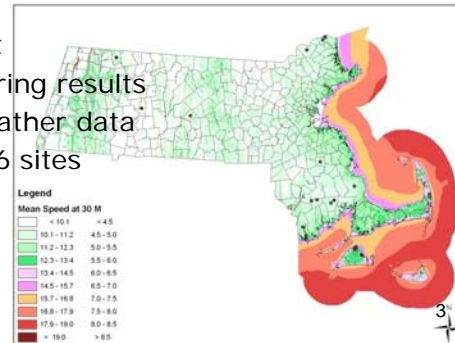 ring results
ather data
6 sites
Legend
Mean Speed at 30 M
< 10.1 < 4.5
10.1 - 11.2 4.5 - 5.0
11.2 - 12.3 5.0 - 5.5
12.3 - 13.4 5.5 - 6.0
13.4 - 14.5 6.0 - 6.5
14.5 - 15.7 6.5 - 7.0
15.7 - 16.8 7.0 - 7.5
16.8 - 17.9 7.5 - 8.0
17.9 - 19.0 8.0 - 8.5
> 19.0 > 8.5
3